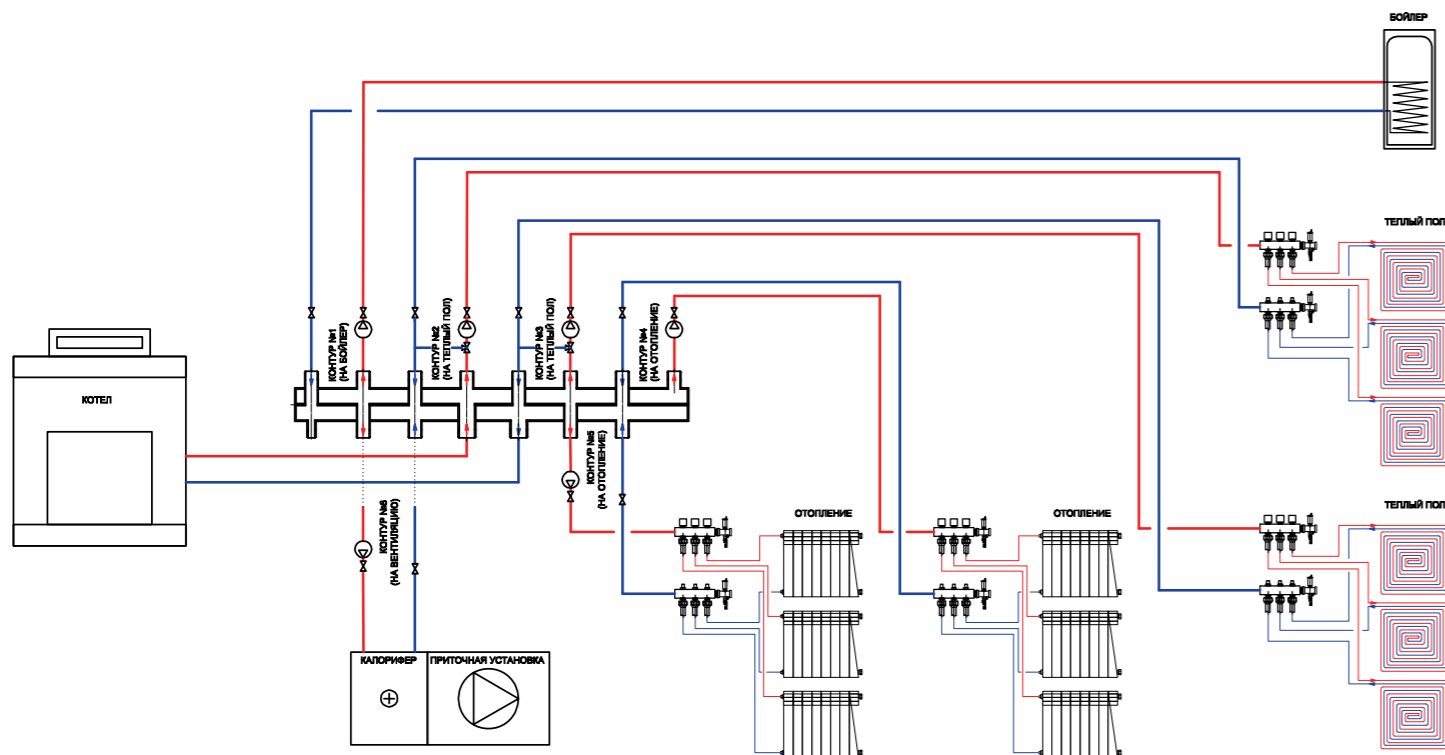 БОЙЛЕР
ТЕПЛЫЙ ПОЛ
КОНТУР №1
(НА БОЙЛЕР)
КОНТУР №2
(НА ТЕПЛЫЙ ПОЛ)
КОНТУР №3
(НА ТЕПЛЫЙ ПОЛ)
КОНТУР №4
(НА ОТОПЛЕНИЕ)
КОТЕЛ
КОНТУР №5
(НА ОТОПЛЕНИЕ)
КОНТУР №6
(НА ВЕНТИЛЯЦИЮ)
ОТОПЛЕНИЕ
ОТОПЛЕНИЕ
ТЕПЛЫЙ ПОЛ
КАЛОРИФЕР
ПРИТОЧНАЯ УСТАНОВКА